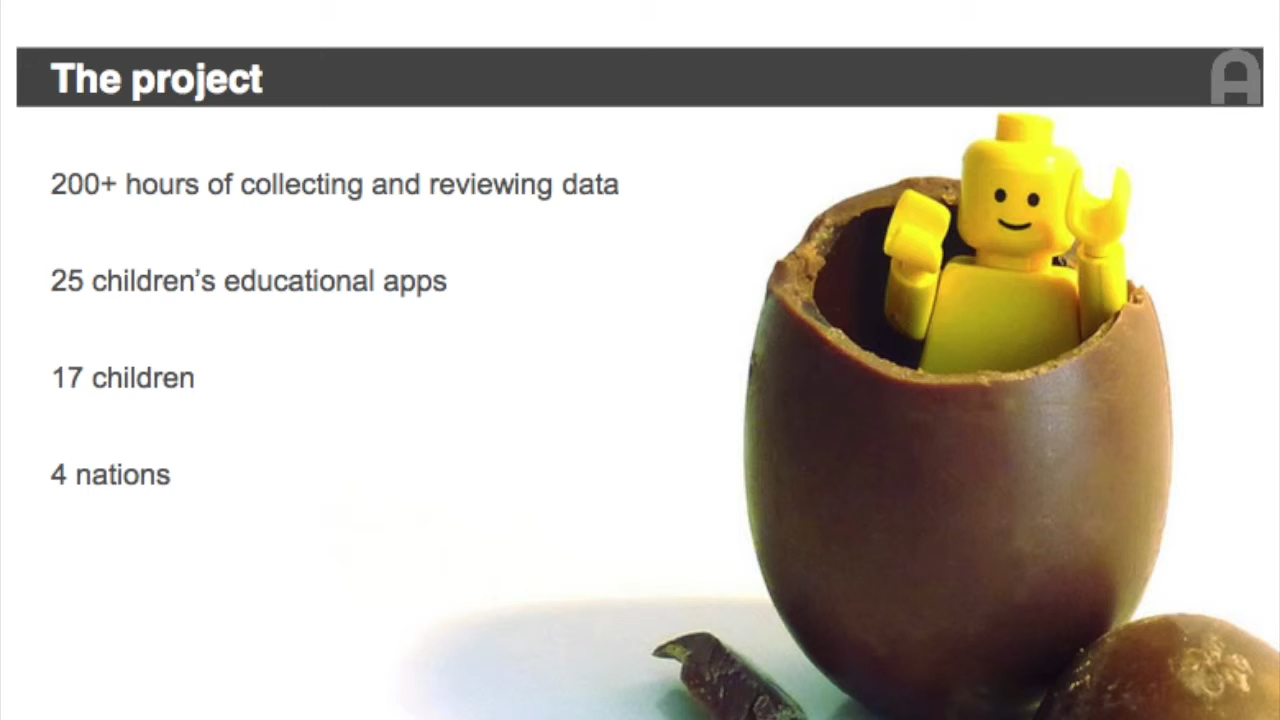 The project
200+ hours of collecting and reviewing data
25 children’s educational apps
17 children
4 nations